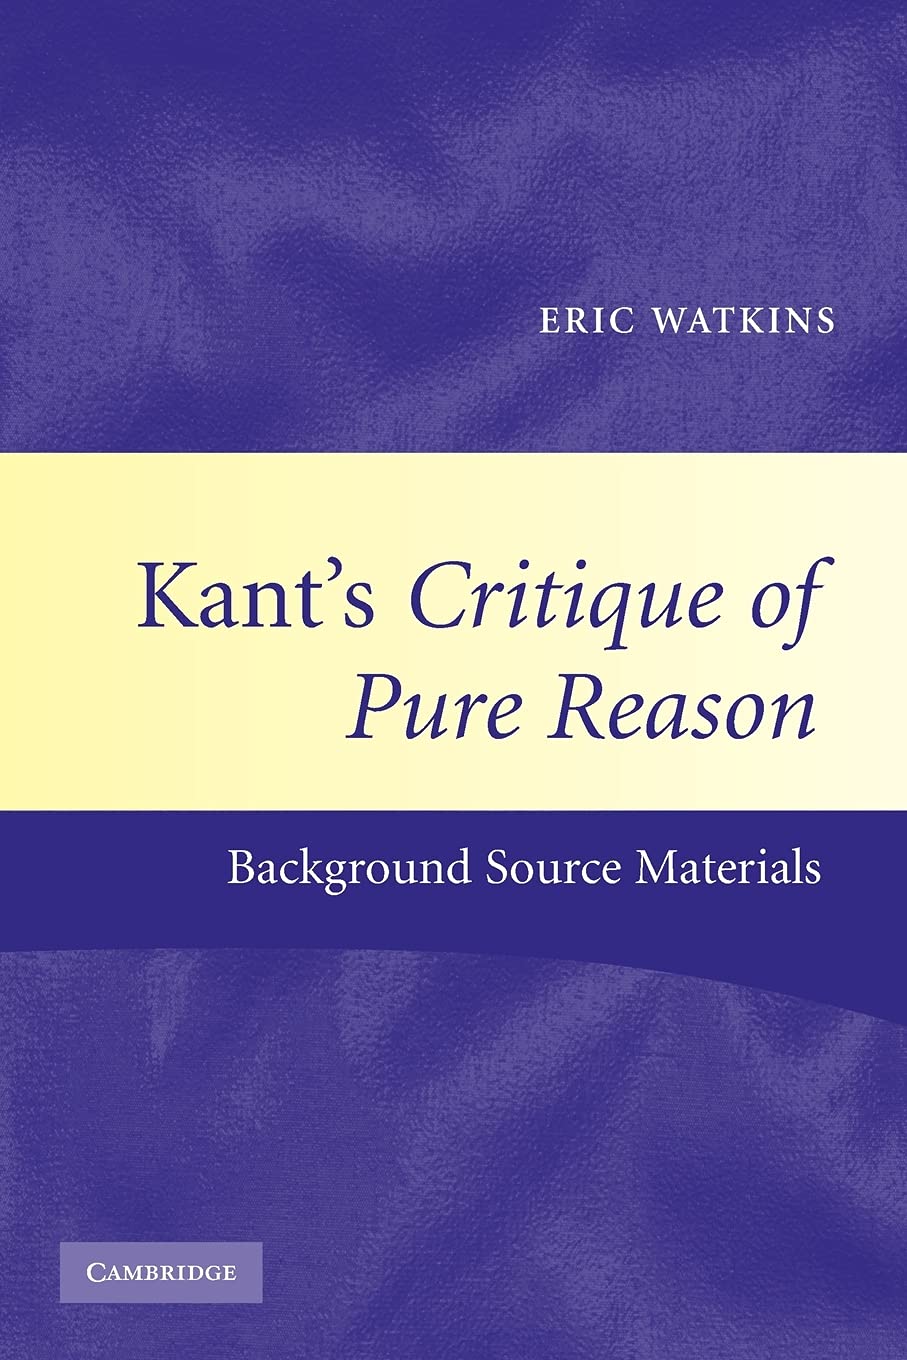 ERIC WATKINS
Kant's Critique of
Pure Reason
Background Source Materials
CAMBRIDGE